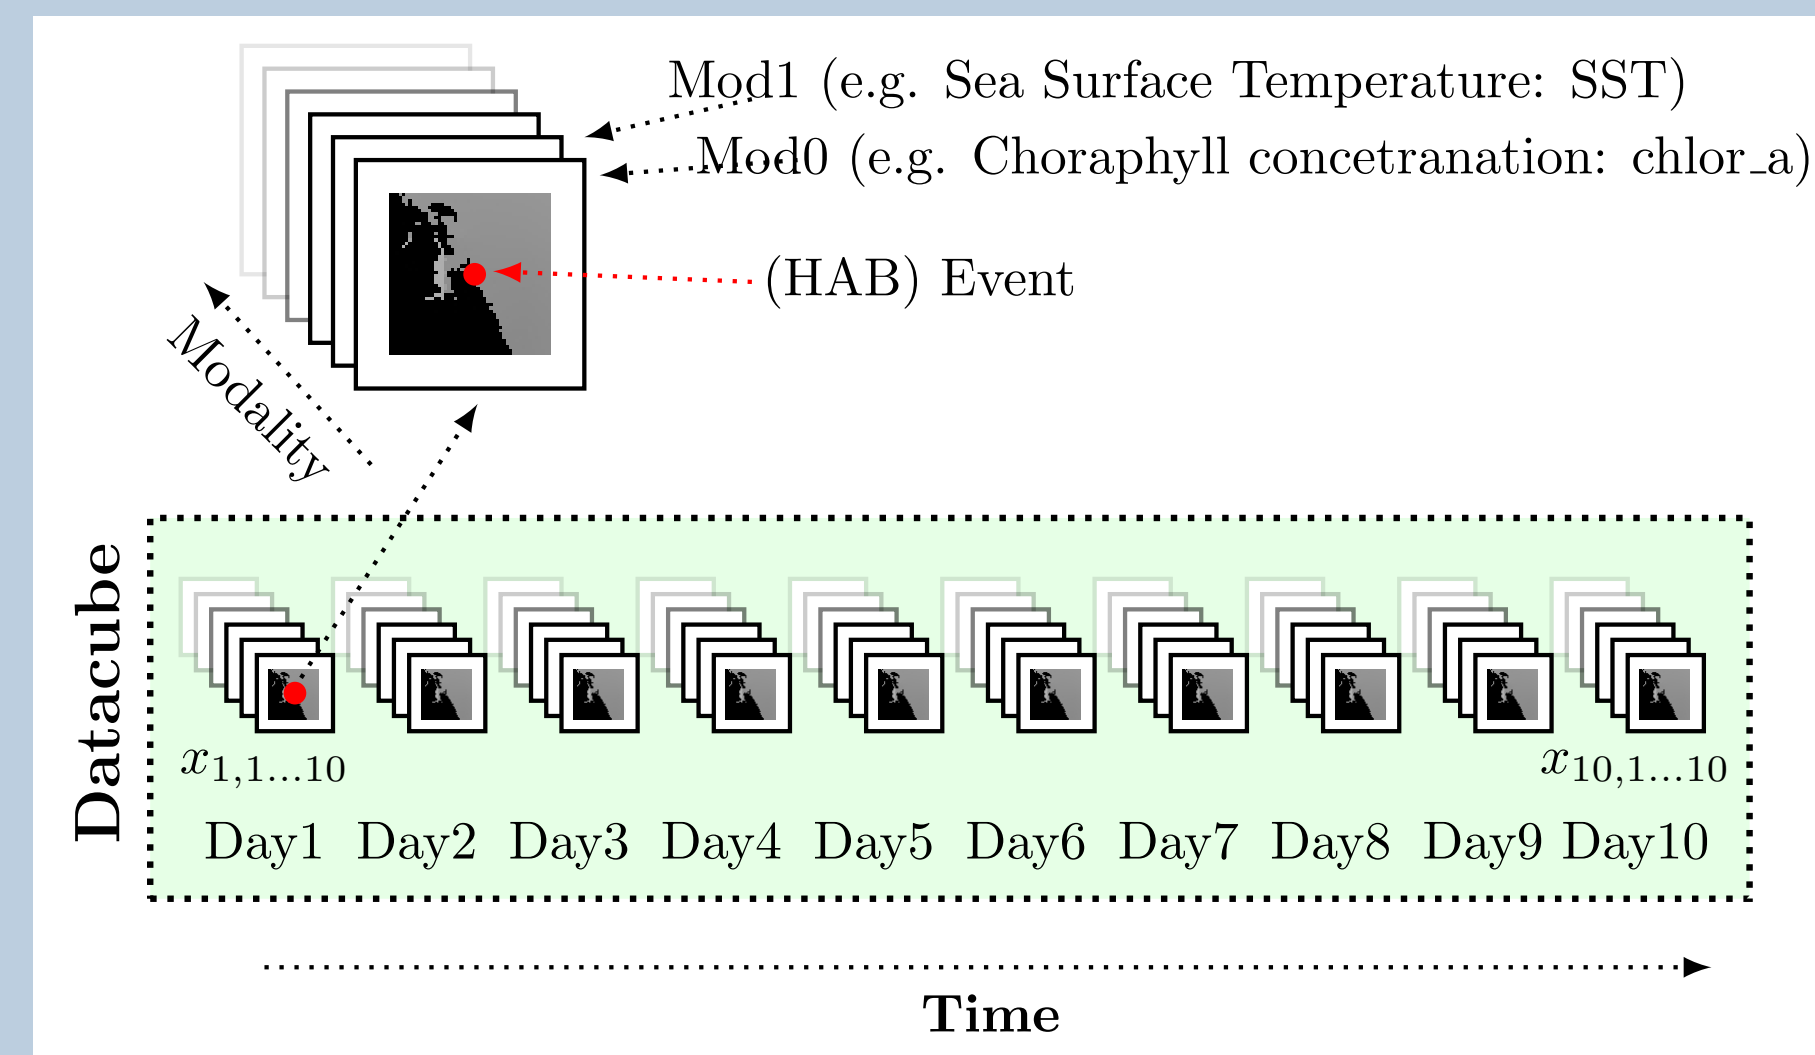 Mod1 (e.g. Sea Surface Temperature: SST)
Mod0 (e.g. Choraphyll concetranation: chlor_a)
(HAB) Event
Modality
Datacube
x1,1...10
x10,1...10
Day1 Day2 Day3 Day4 Day5 Day6 Day7 Day8 Day9 Day10
Time